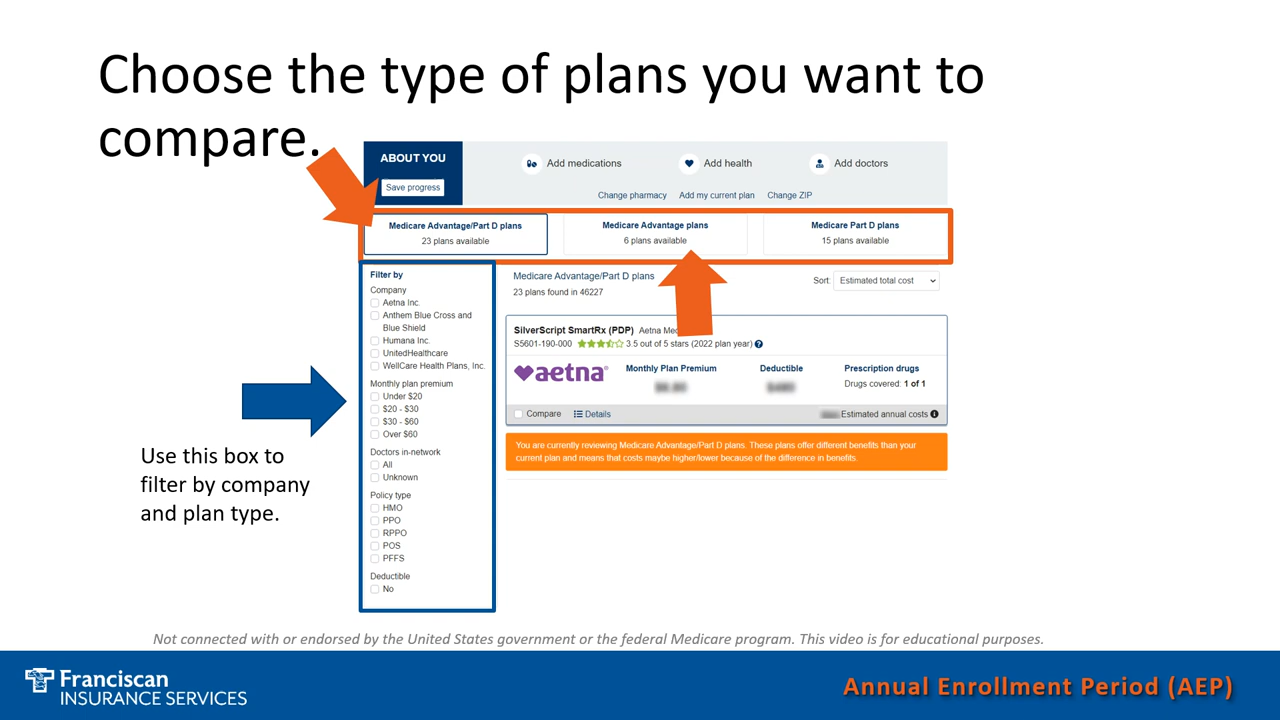 Choose the type of plans you want to
compare.
ABOUT YOU
Save progress
Add medications
Add health
Add doctors
Change pharmacy
Add my current plan
Change ZIP
Medicare Advantage/Part D plans
23 plans available
Medicare Advantage plans
6 plans available
Medicare Part D plans
15 plans available
Filter by
Company
Aetna Inc.
Anthem Blue Cross and
Blue Shield
Humana Inc.
UnitedHealthcare
WellCare Health Plans, Inc.
Monthly plan premium
Under $20
$20 - $30
$30 - $60
Over $60
Doctors in-network
All
Unknown
Policy type
HMO
PPO
RPPO
POS
PFFS
Deductible
No
Medicare Advantage/Part D plans
23 plans found in 46227
Sort: Estimated total cost
SilverScript SmartRx (PDP) Aetna
S5601-190-000 3.5 out of 5 stars (2022 plan year)
aetna
Monthly Plan Premium
Deductible
Prescription drugs
Drugs covered: 1 of 1
Compare
Details
Estimated annual costs
You are currently reviewing Medicare Advantage/Part D plans. These plans offer different benefits than your
current plan and means that costs maybe higher/lower because of the difference in benefits.
Use this box to
filter by company
and plan type.
Not connected with or endorsed by the United States government or the federal Medicare program. This video is for educational purposes.
Franciscan
INSURANCE SERVICES
Annual Enrollment Period (AEP)